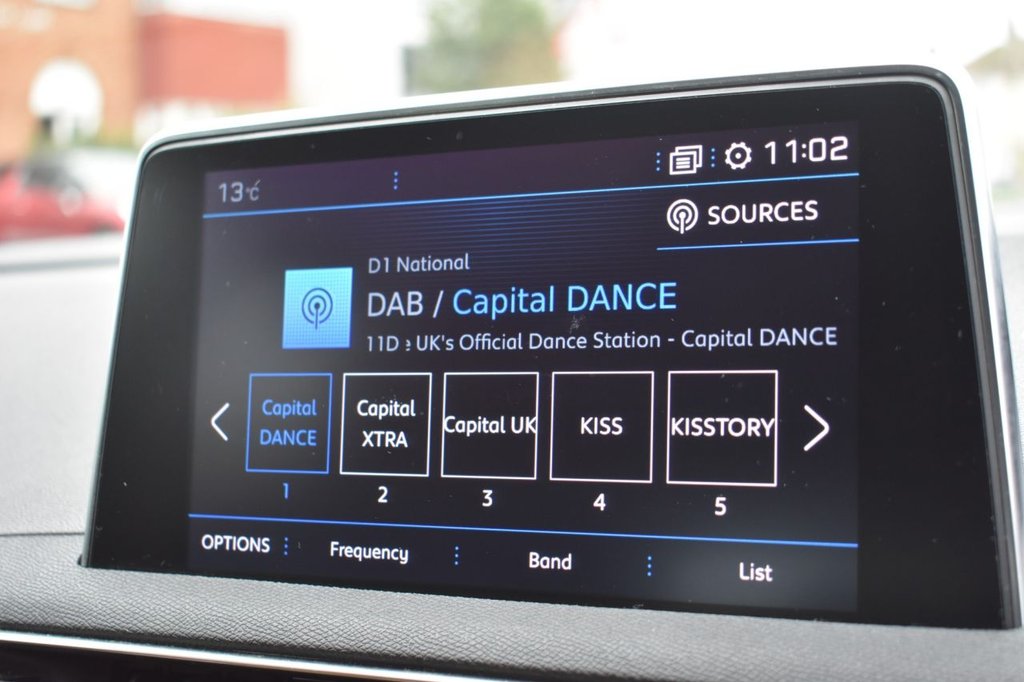 13°C
11:02
SOURCES
D1 National
DAB / Capital DANCE
11D e UK's Official Dance Station - Capital DANCE
Capital
DANCE
Capital
XTRA
Capital UK
KISS
KISSTORY
1
2
3
4
5
OPTIONS
Frequency
Band
List